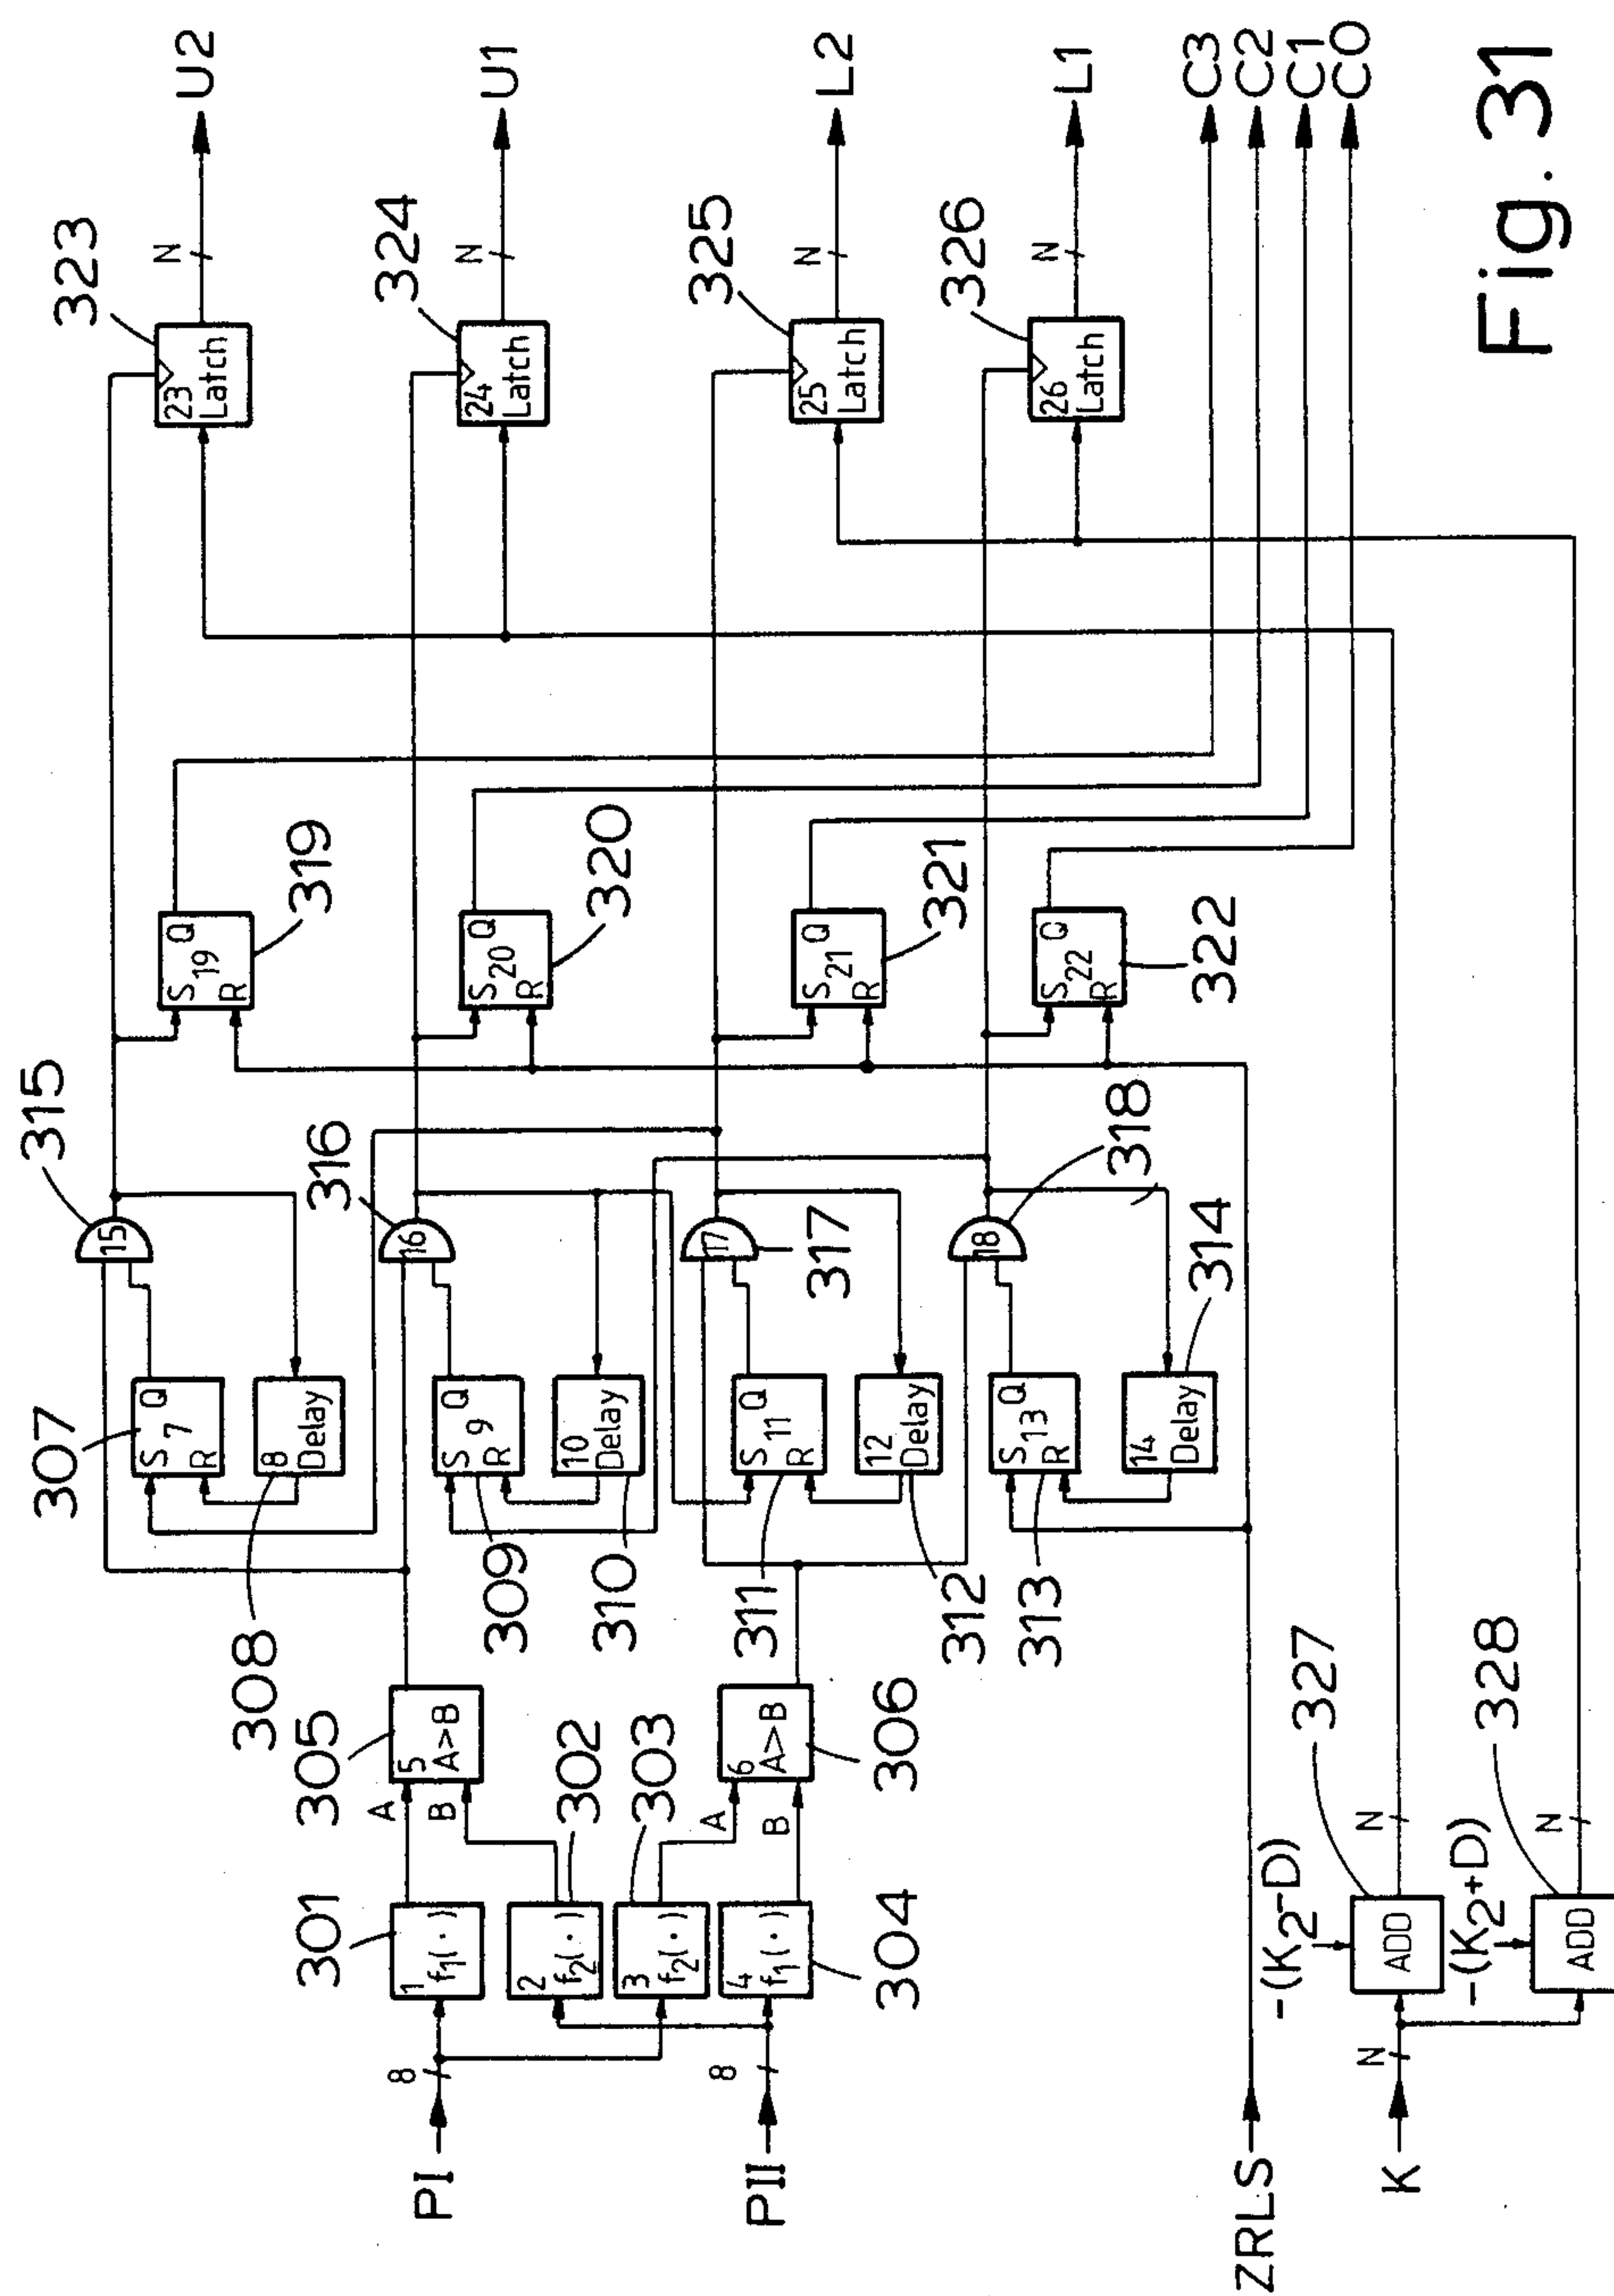 U2
U1
L2
L1
C3
C2
C1
C0
323
324
325
326
N
N
N
N
23
Latch
24
Latch
25
Latch
26
Latch
319
320
321
322
S 19 Q
R
S 20 Q
R
S 21 Q
R
S 22 Q
R
315
316
317
318
15
16
17
18
307
S 7 Q
R
8
Delay
308
309
S 9 Q
R
10
Delay
310
311
S 11 Q
R
12
Delay
312
313
S 13 Q
R
14
Delay
314
305
5
A>B
A
B
306
6
A>B
A
B
301
1
f₁(·)
302
2
f₂(·)
303
3
f₂(·)
304
4
f₁(·)
8
8
PI
PII
ZRLS
K
N
-(K₂-D)
ADD
327
N
-(K₂+D)
ADD
328
N
Fig. 31